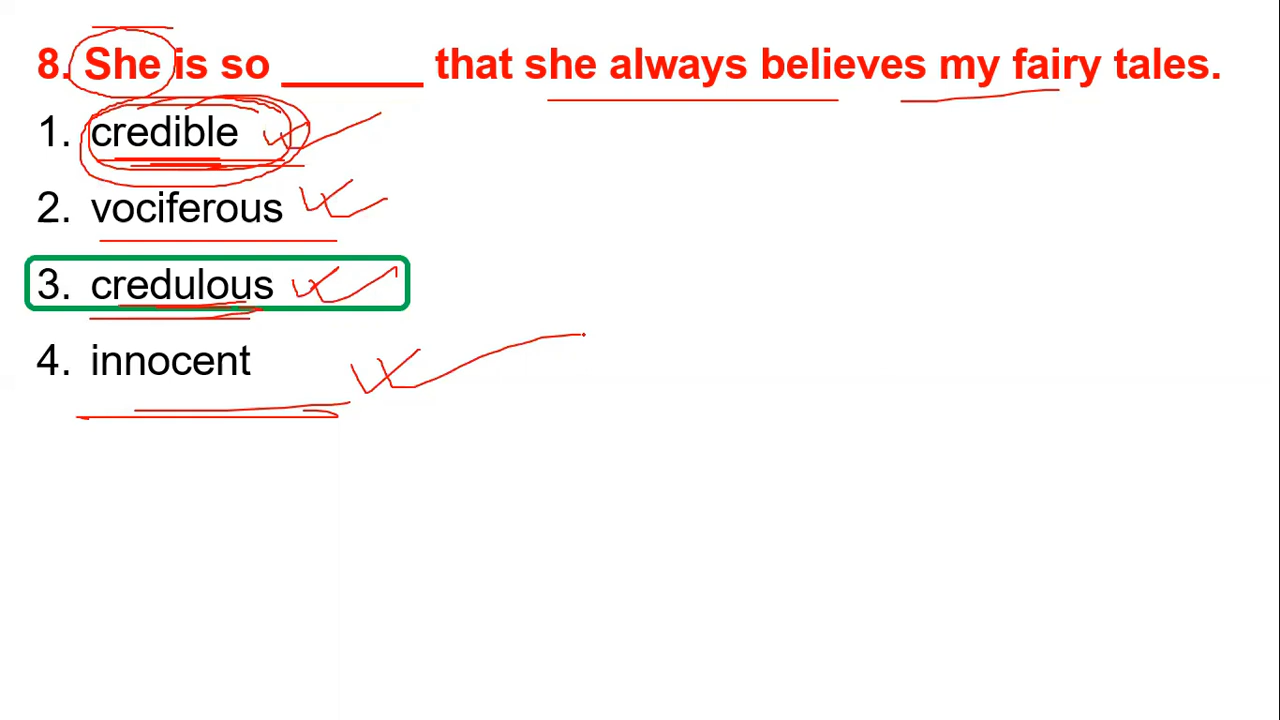 8. She is so _______ that she always believes my fairy tales.
1. credible
2. vociferous
3. credulous
4. innocent